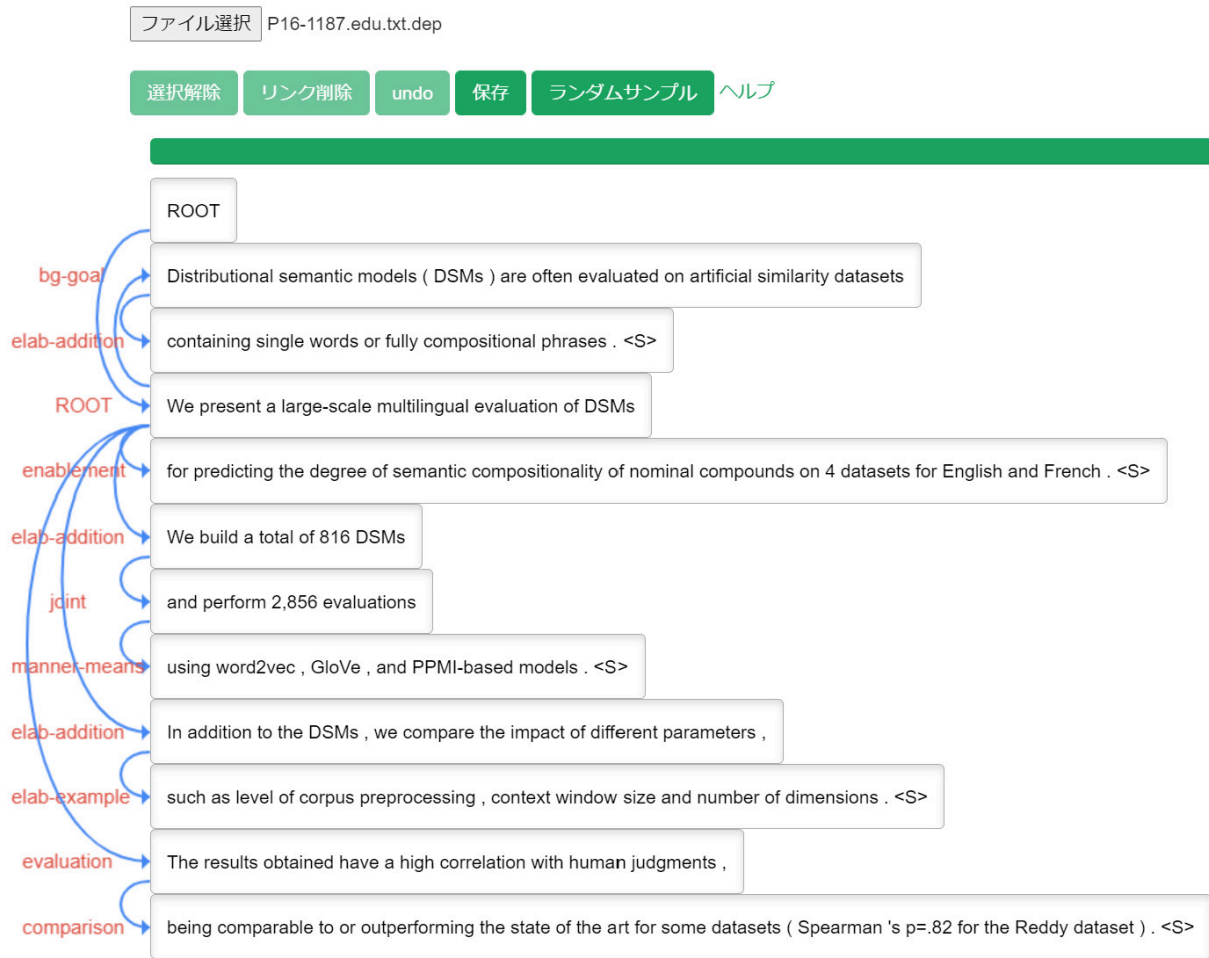 ファイル選択 P16-1187.edu.txt.dep
選択解除 リンク削除 undo 保存 ランダムサンプル ヘルプ
ROOT
bg-goal Distributional semantic models ( DSMs ) are often evaluated on artificial similarity datasets
elab-addition containing single words or fully compositional phrases . <S>
ROOT We present a large-scale multilingual evaluation of DSMs
enablement for predicting the degree of semantic compositionality of nominal compounds on 4 datasets for English and French . <S>
elab-addition We build a total of 816 DSMs
joint and perform 2,856 evaluations
manner-means using word2vec , GloVe , and PPMI-based models . <S>
elab-addition In addition to the DSMs , we compare the impact of different parameters ,
elab-example such as level of corpus preprocessing , context window size and number of dimensions . <S>
evaluation The results obtained have a high correlation with human judgments ,
comparison being comparable to or outperforming the state of the art for some datasets ( Spearman 's p=.82 for the Reddy dataset ) . <S>